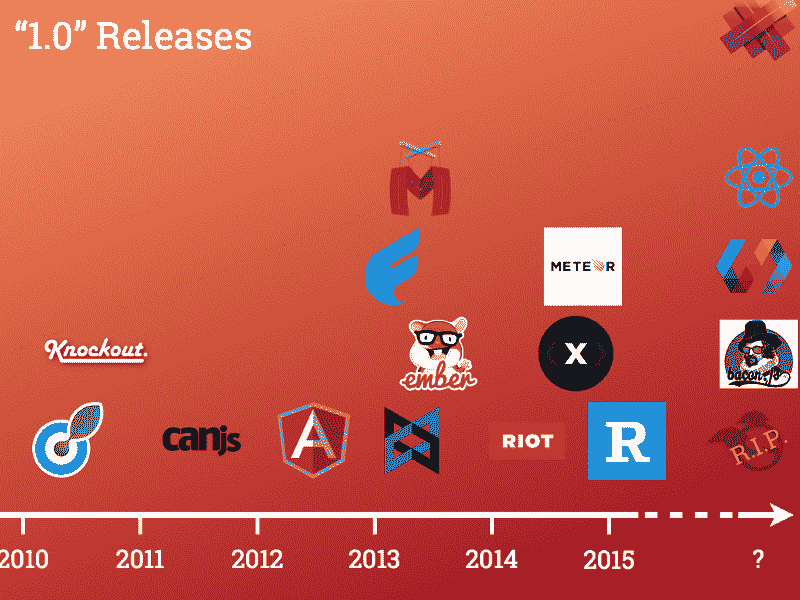 “1.0” Releases
M
METEOR
Knockout.
ember
X
bacon.js
canjs
A
RIOT
R
R.I.P.
2010 2011 2012 2013 2014 2015 ?